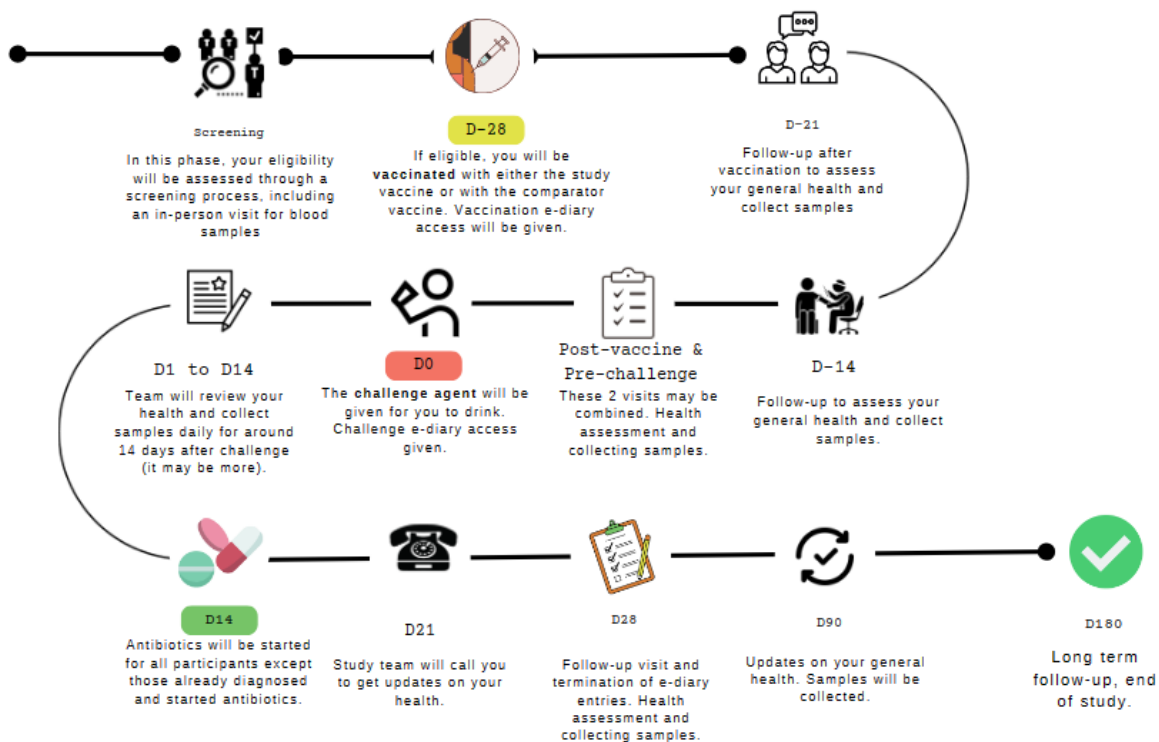 Screening
In this phase, your eligibility
will be assessed through a
screening process, including
an in-person visit for blood
samples
D-28
If eligible, you will be
vaccinated with either the study
vaccine or with the comparator
vaccine. Vaccination e-diary
access will be given.
D-21
Follow-up after
vaccination to assess
your general health and
collect samples
D-14
Follow-up to assess your
general health and collect
samples.
Post-vaccine &
Pre-challenge
These 2 visits may be
combined. Health
assessment and
collecting samples.
D0
The challenge agent will be
given for you to drink.
Challenge e-diary access
given.
D1 to D14
Team will review your
health and collect
samples daily for around
14 days after challenge
(it may be more).
D14
Antibiotics will be started
for all participants except
those already diagnosed
and started antibiotics.
D21
Study team will call you
to get updates on your
health.
D28
Follow-up visit and
termination of e-diary
entries. Health
assessment and
collecting samples.
D90
Updates on your general
health. Samples will be
collected.
D180
Long term
follow-up, end
of study.